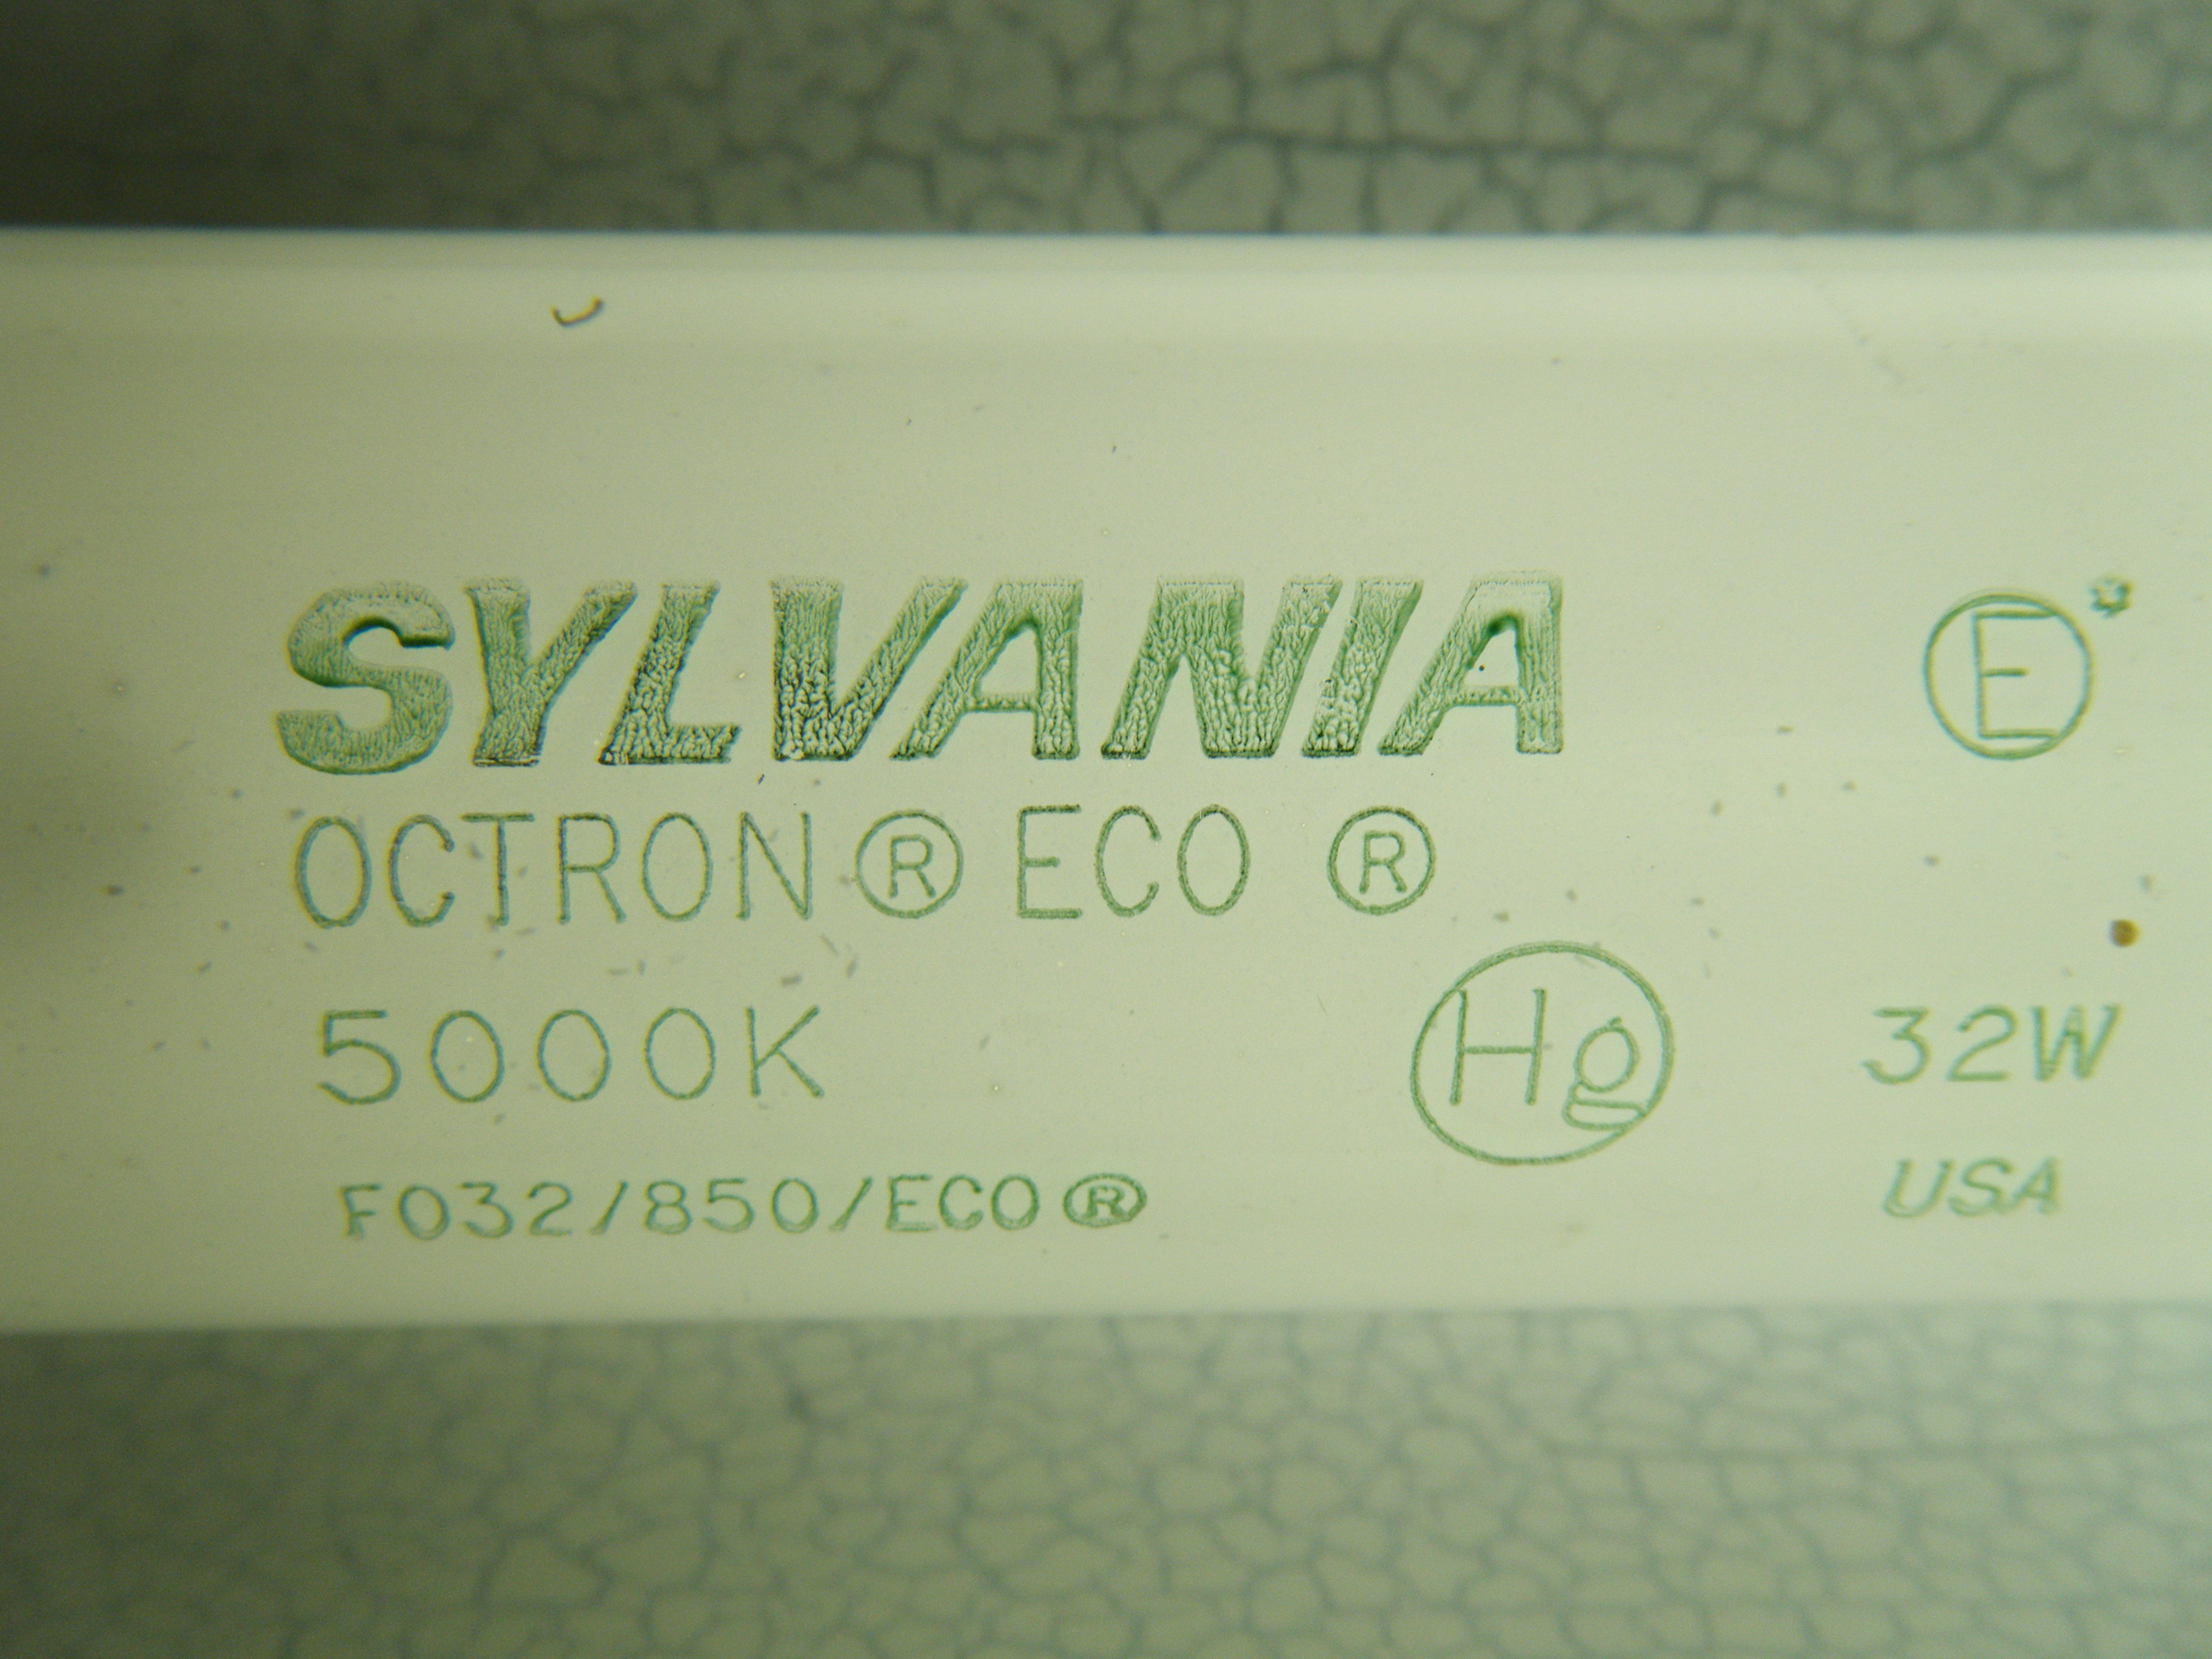 SYLVANIA Ⓔ*
OCTRON® ECO ®
5000K Hg 32W
FO32/850/ECO® USA